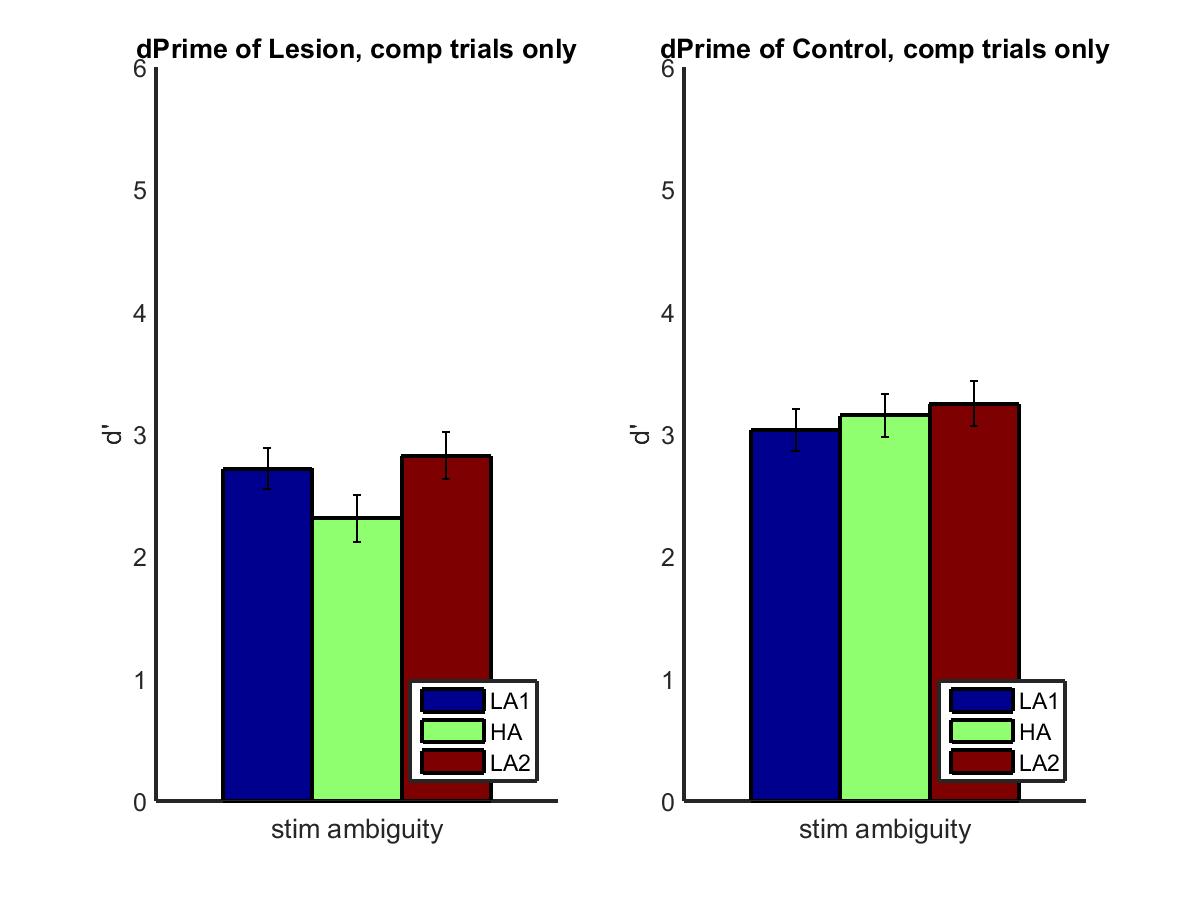 dPrime of Lesion, comp trials only
6
5
4
3
2
1
0
d'
stim ambiguity
LA1
HA
LA2
dPrime of Control, comp trials only
6
5
4
3
2
1
0
d'
stim ambiguity
LA1
HA
LA2